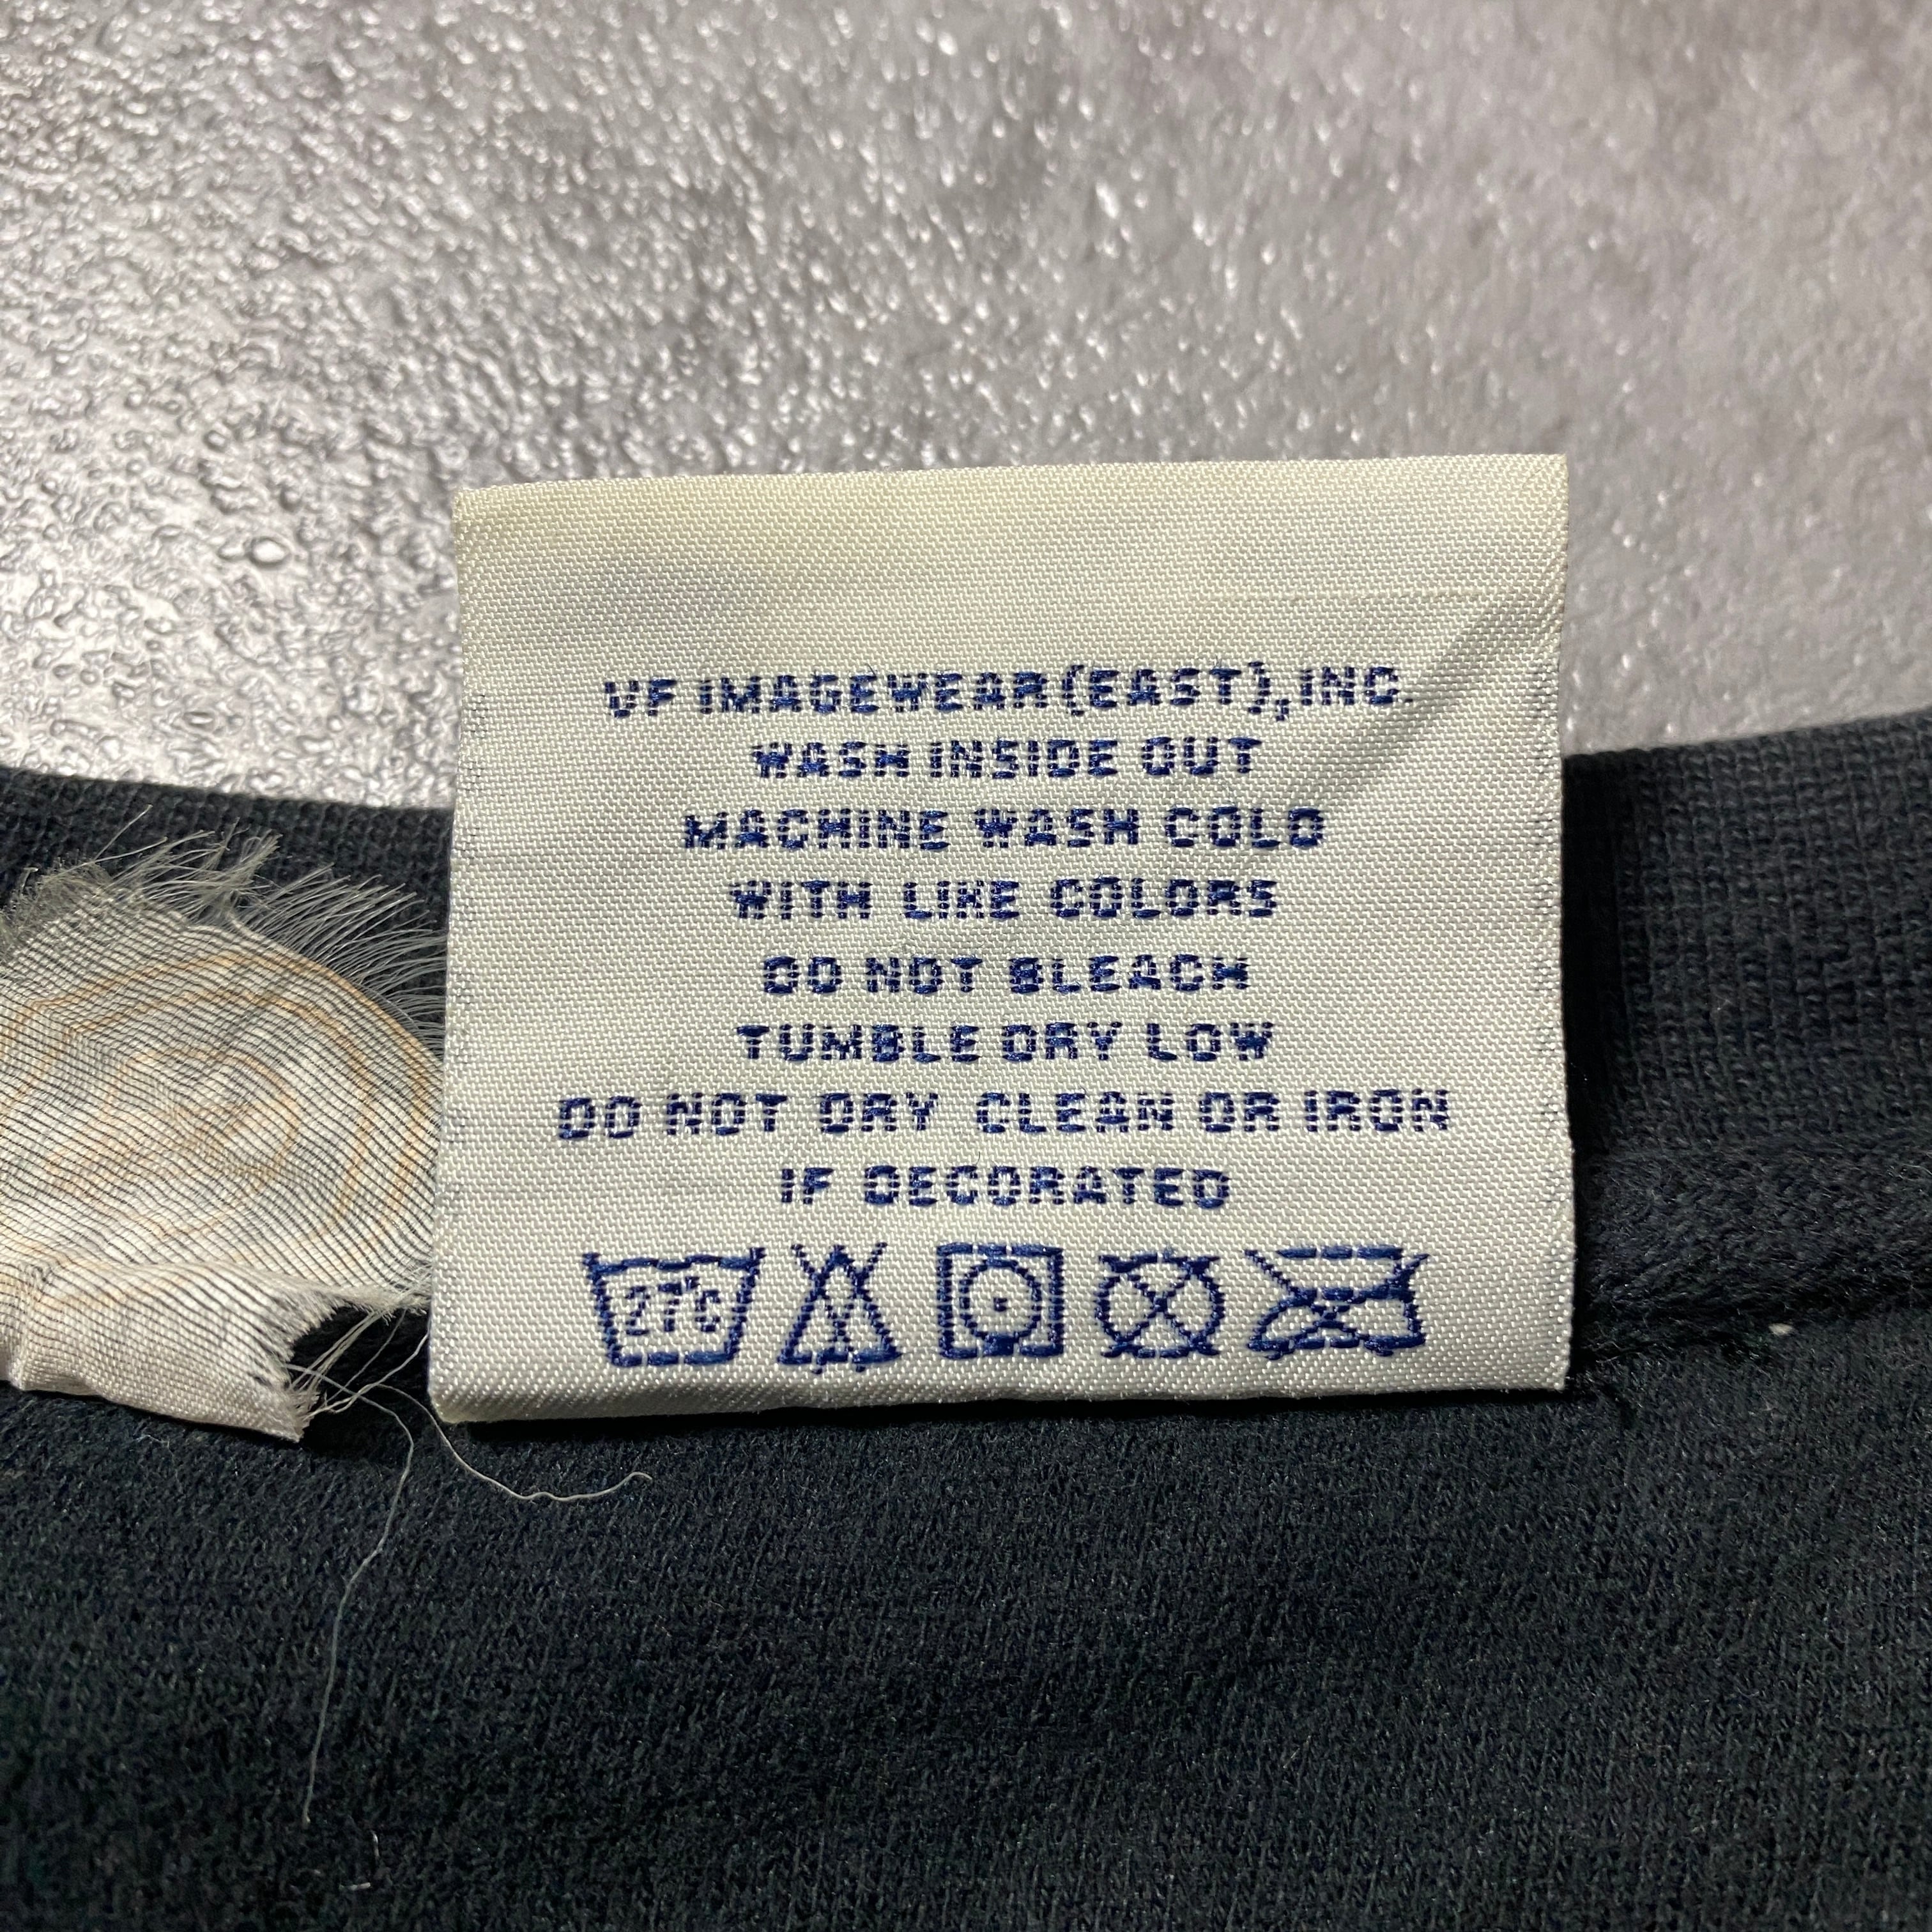 VF IMAGEWEAR (EAST), INC.
WASH INSIDE OUT
MACHINE WASH COLD
WITH LIKE COLORS
DO NOT BLEACH
TUMBLE DRY LOW
DO NOT DRY CLEAN OR IRON
IF DECORATED
27°C